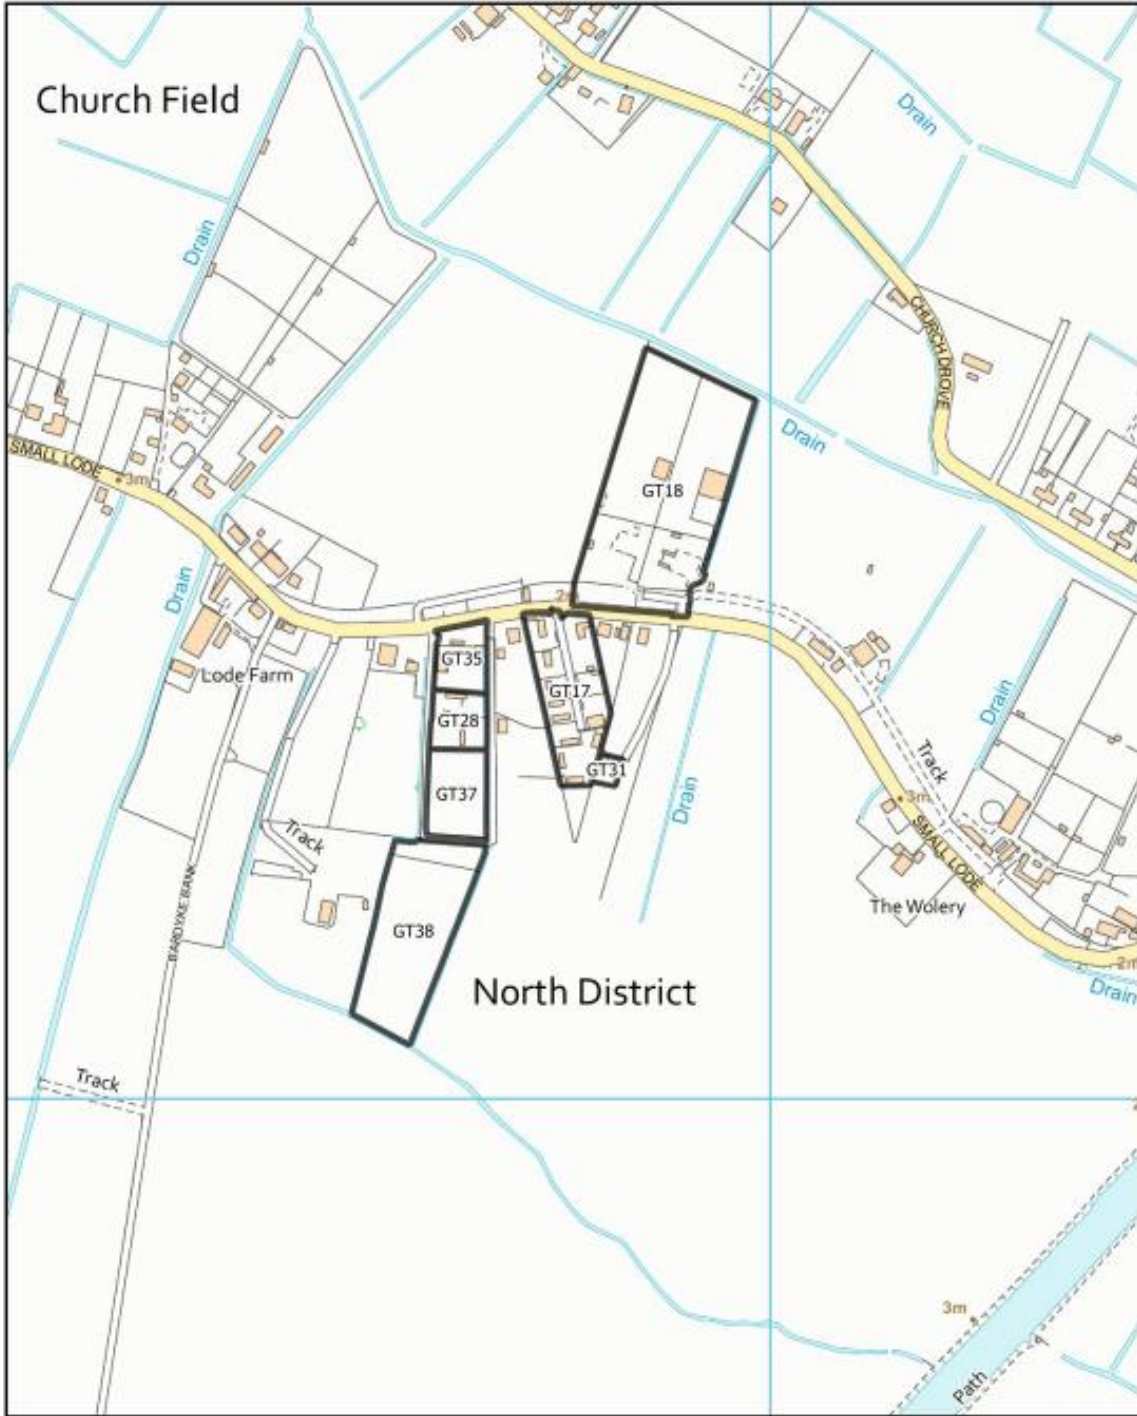 Church Field
Drain
Drain
CHURCH DROVE
Drain
SMALL LODE
3m
GT18
Drain
Lode Farm
GT35
GT28
GT17
GT37
GT31
Drain
Drain
Track
3m
SMALL LODE
Track
The Wolery
BARDYKE BANK
GT38
North District
2m
Drain
Track
3m
Path